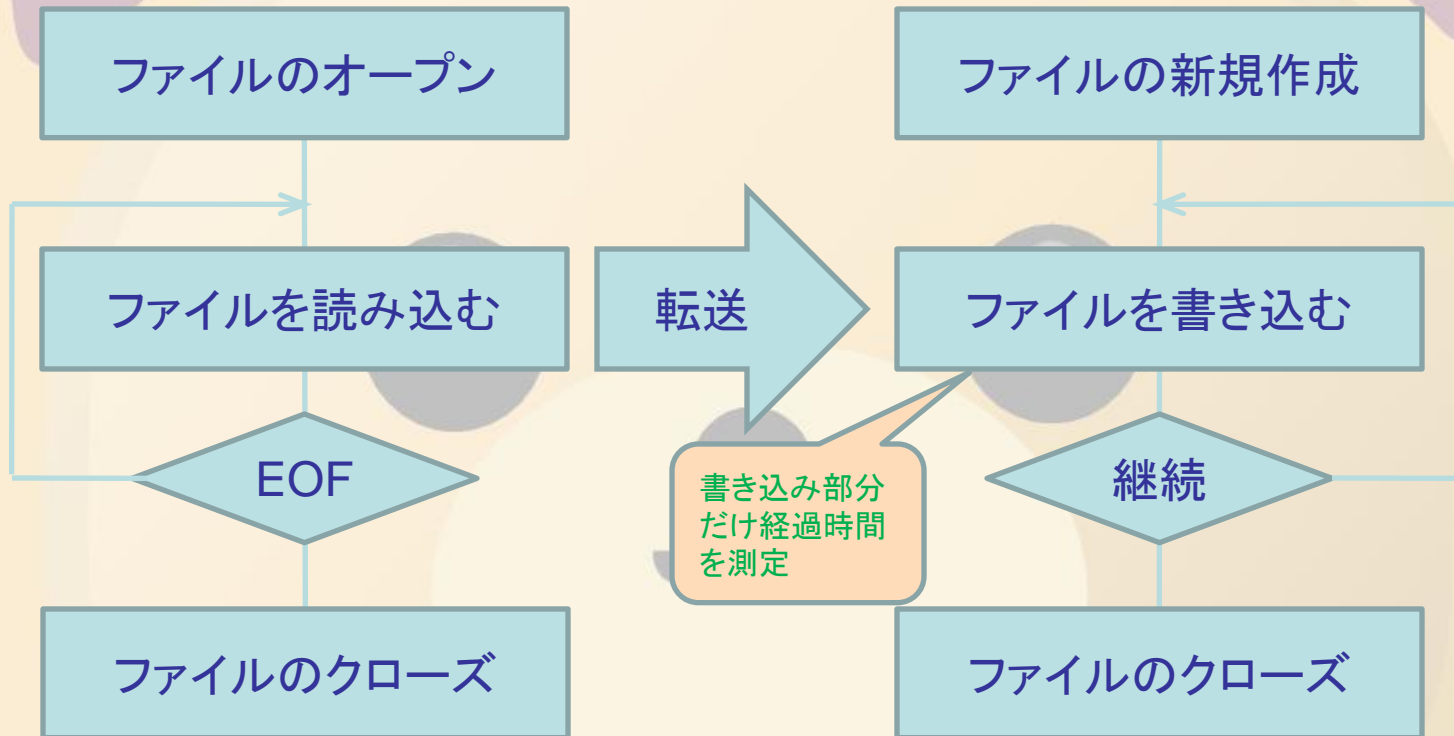 ファイルのオープン
ファイルの新規作成
ファイルを読み込む
転送
ファイルを書き込む
EOF
書き込み部分
だけ経過時間
を測定
継続
ファイルのクローズ
ファイルのクローズ